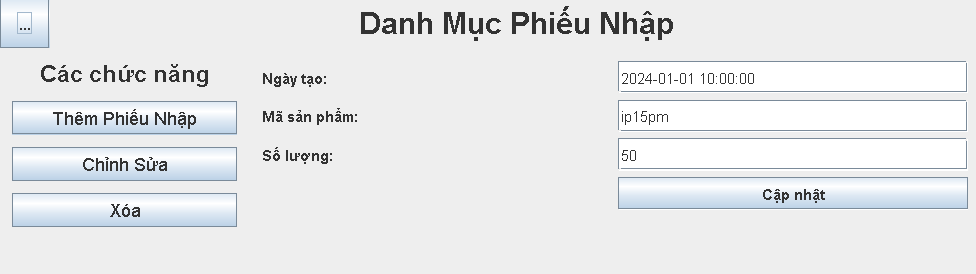 ...
Danh Mục Phiếu Nhập
Các chức năng
Thêm Phiếu Nhập
Chỉnh Sửa
Xóa
Ngày tạo: 2024-01-01 10:00:00
Mã sản phẩm: ip15pm
Số lượng: 50
Cập nhật